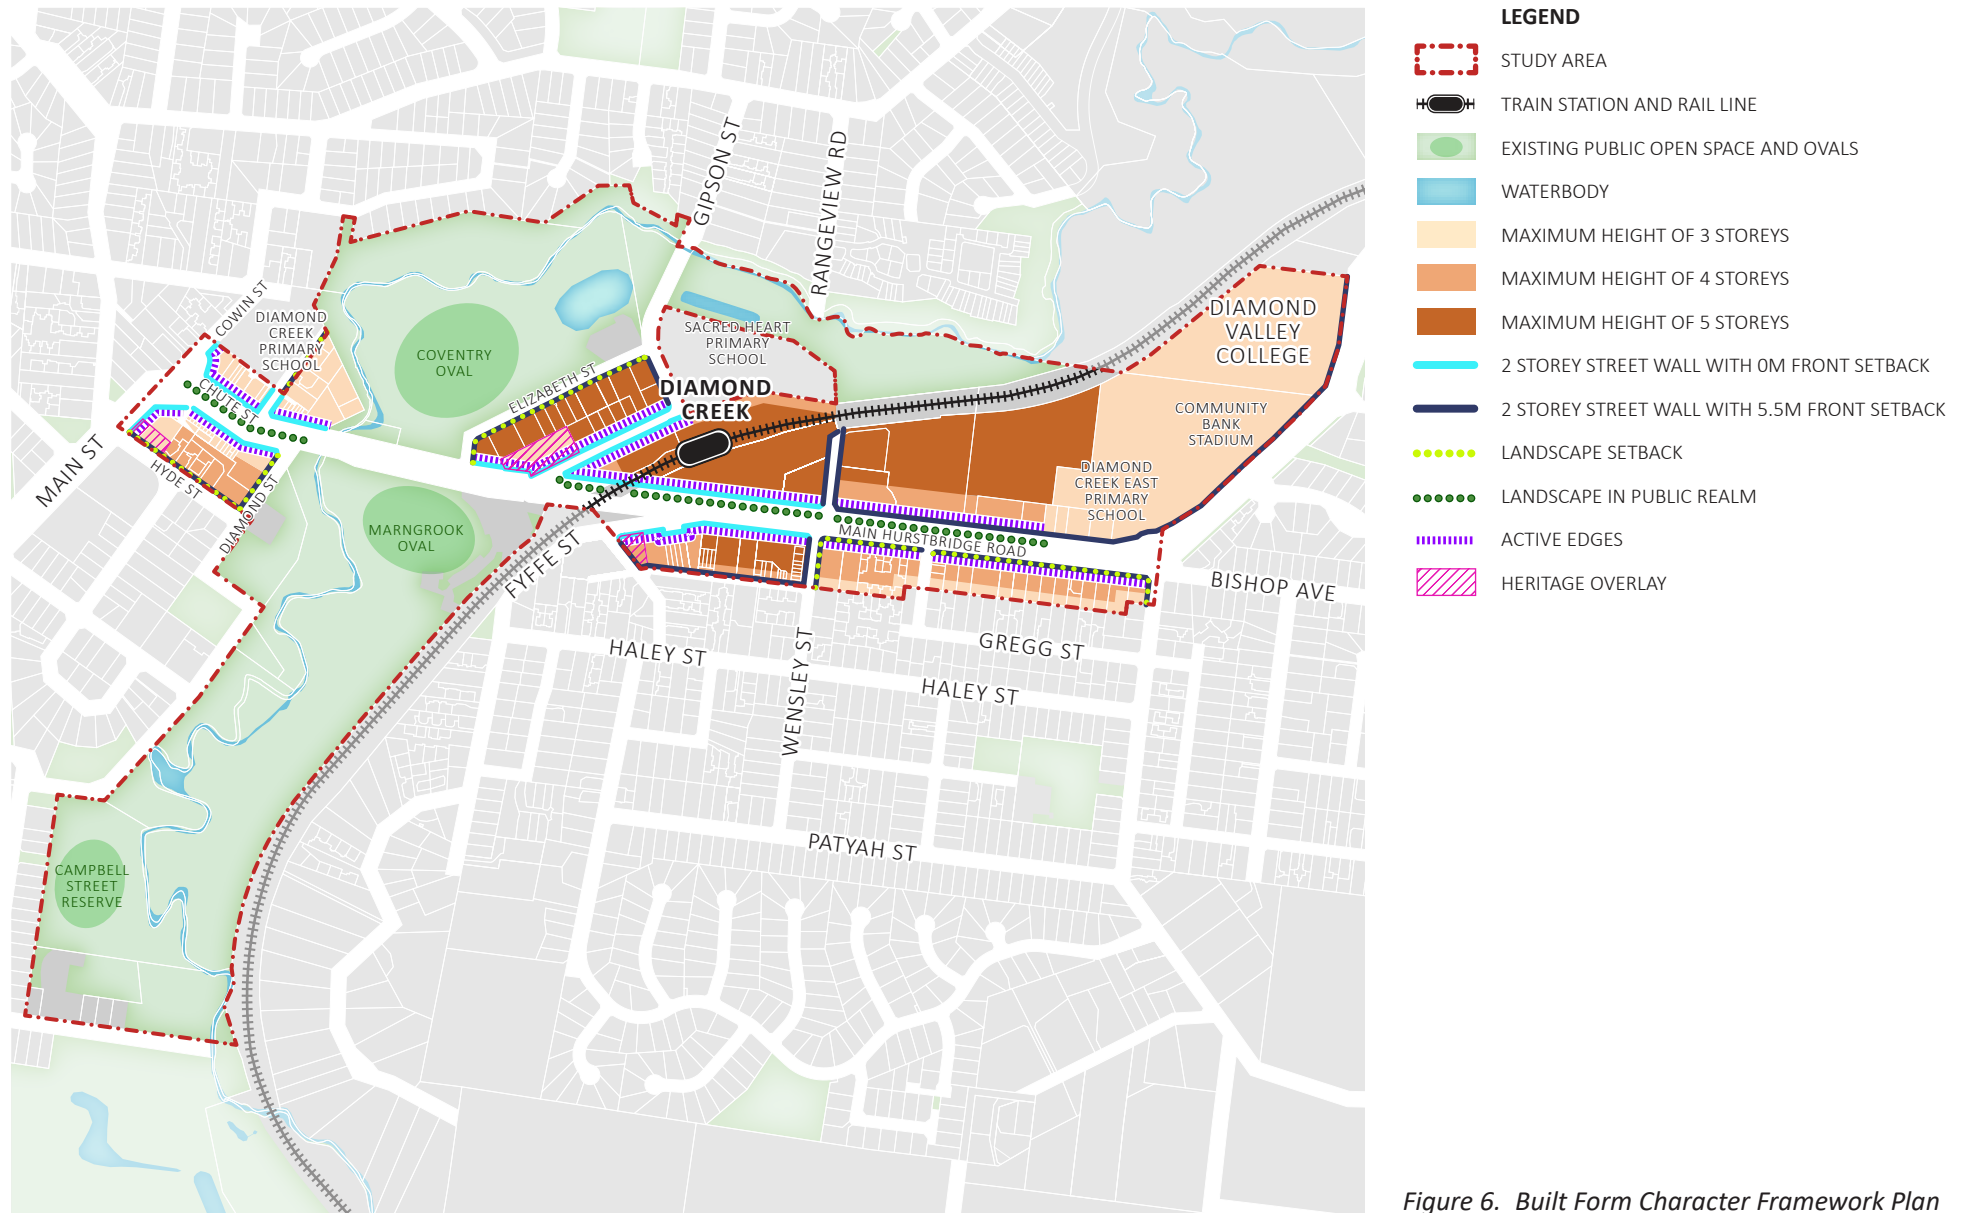 LEGEND
STUDY AREA
TRAIN STATION AND RAIL LINE
EXISTING PUBLIC OPEN SPACE AND OVALS
WATERBODY
MAXIMUM HEIGHT OF 3 STOREYS
MAXIMUM HEIGHT OF 4 STOREYS
MAXIMUM HEIGHT OF 5 STOREYS
2 STOREY STREET WALL WITH 0M FRONT SETBACK
2 STOREY STREET WALL WITH 5.5M FRONT SETBACK
LANDSCAPE SETBACK
LANDSCAPE IN PUBLIC REALM
ACTIVE EDGES
HERITAGE OVERLAY
GIPSON ST
RANGEVIEW RD
COWIN ST
DIAMOND
CREEK
PRIMARY
SCHOOL
CHUTE ST
MAIN ST
HYDE ST
DIAMOND ST
COVENTRY
OVAL
ELIZABETH ST
SACRED HEART
PRIMARY
SCHOOL
DIAMOND
CREEK
DIAMOND
VALLEY
COLLEGE
COMMUNITY
BANK
STADIUM
DIAMOND
CREEK EAST
PRIMARY
SCHOOL
MARNGROOK
OVAL
FYFFE ST
MAIN HURSTBRIDGE ROAD
BISHOP AVE
HALEY ST
WENSLEY ST
GREGG ST
HALEY ST
PATYAH ST
CAMPBELL
STREET
RESERVE
Figure 6. Built Form Character Framework Plan